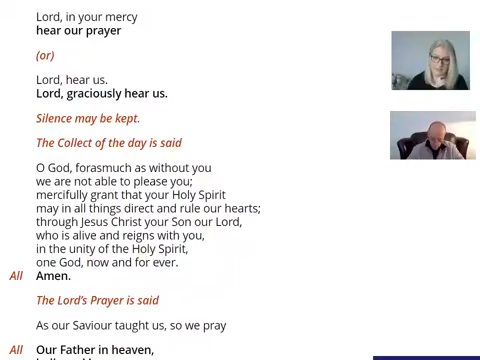 Lord, in your mercy
hear our prayer
(or)
Lord, hear us.
Lord, graciously hear us.
Silence may be kept.
The Collect of the day is said
O God, forasmuch as without you
we are not able to please you;
mercifully grant that your Holy Spirit
may in all things direct and rule our hearts;
through Jesus Christ your Son our Lord,
who is alive and reigns with you,
in the unity of the Holy Spirit,
one God, now and for ever.
All Amen.
The Lord's Prayer is said
As our Saviour taught us, so we pray
All Our Father in heaven,